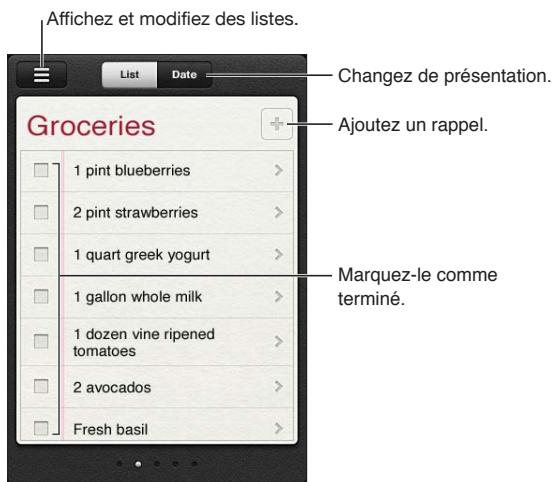 Affichez et modifiez des listes.
List Date
Changez de présentation.
Groceries
Ajoutez un rappel.
1 pint blueberries
2 pint strawberries
1 quart greek yogurt
Marquez-le comme
terminé.
1 gallon whole milk
1 dozen vine ripened
tomatoes
2 avocados
Fresh basil